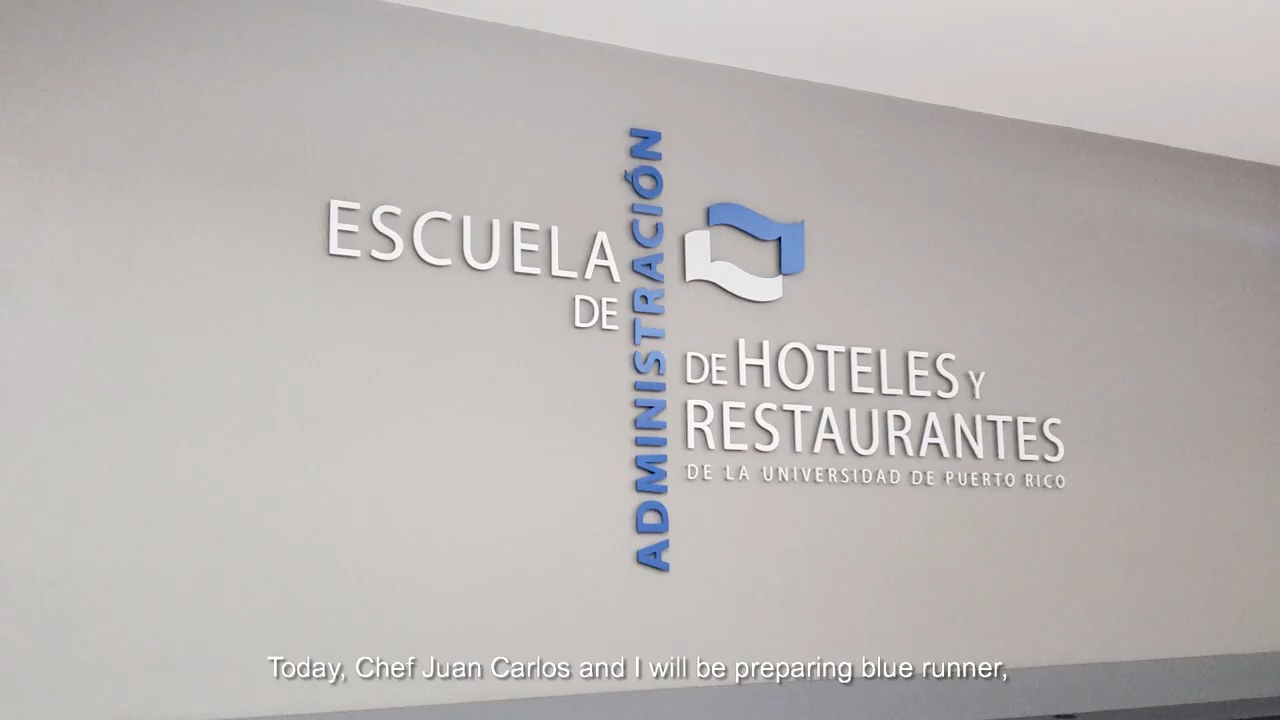 ESCUELA
DE
ADMINISTRACIÓN
DE HOTELES Y
RESTAURANTES
DE LA UNIVERSIDAD DE PUERTO RICO
Today, Chef Juan Carlos and I will be preparing blue runner,